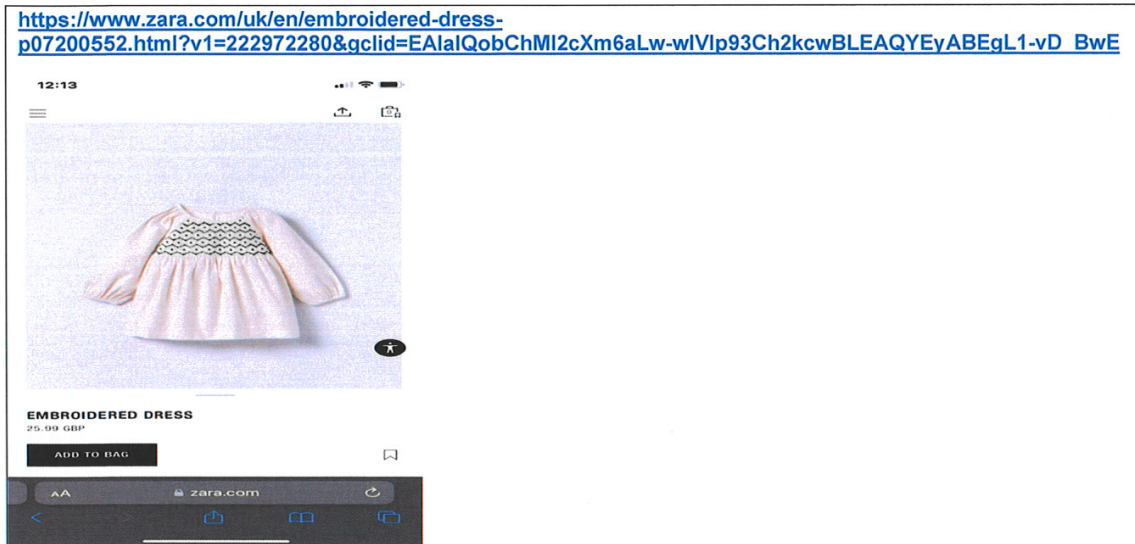 https://www.zara.com/uk/en/embroidered-dress-
p07200552.html?v1=222972280&gclid=EAIaIQobChMI2cXm6aLw-wIVIp93Ch2kcwBLEAQYEyABEgL1-vD_BwE
12:13
EMBROIDERED DRESS
25.99 GBP
ADD TO BAG
AA
zara.com